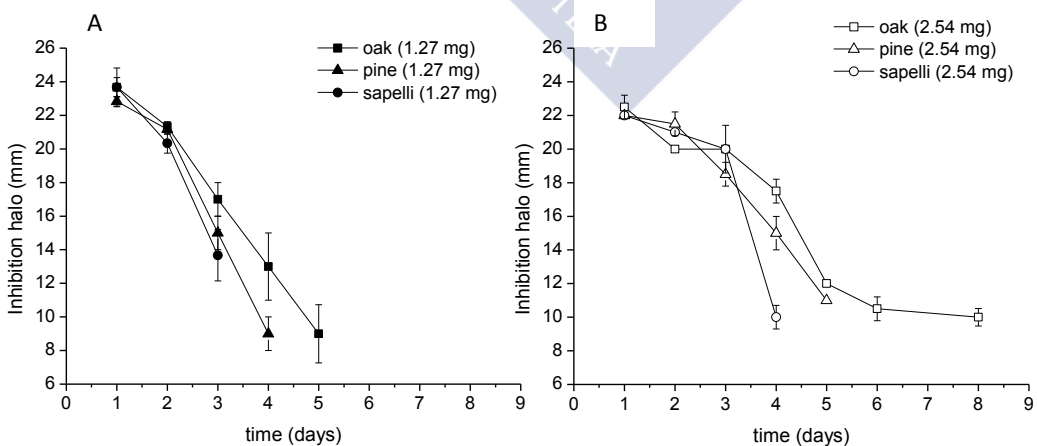 A
oak (1.27 mg)
pine (1.27 mg)
sapelli (1.27 mg)
26
24
22
20
18
16
14
12
10
8
6
Inhibition halo (mm)
0 1 2 3 4 5 6 7 8 9
time (days)
B
oak (2.54 mg)
pine (2.54 mg)
sapelli (2.54 mg)
26
24
22
20
18
16
14
12
10
8
6
Inhibition halo (mm)
0 1 2 3 4 5 6 7 8 9
time (days)